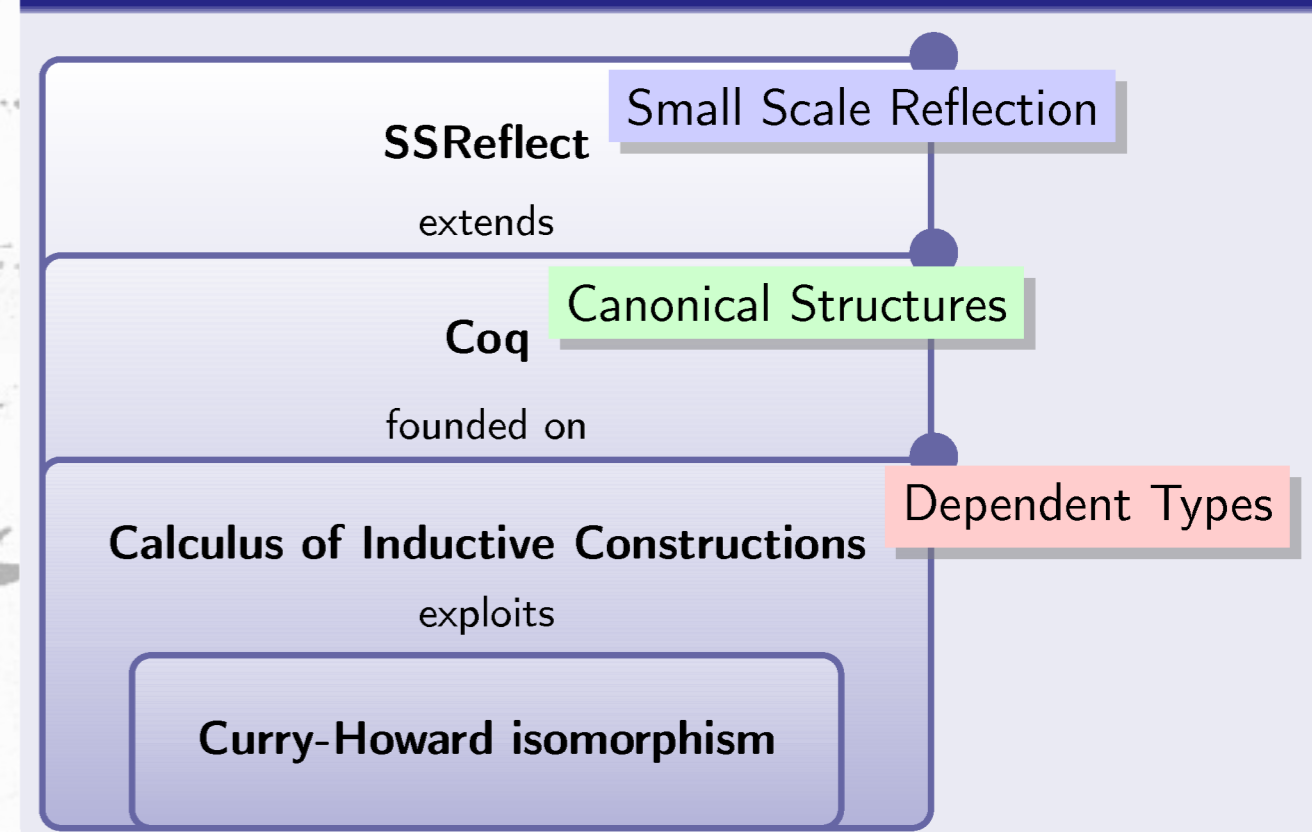 Small Scale Reflection
SSReflect
extends
Canonical Structures
Coq
founded on
Dependent Types
Calculus of Inductive Constructions
exploits
Curry-Howard isomorphism